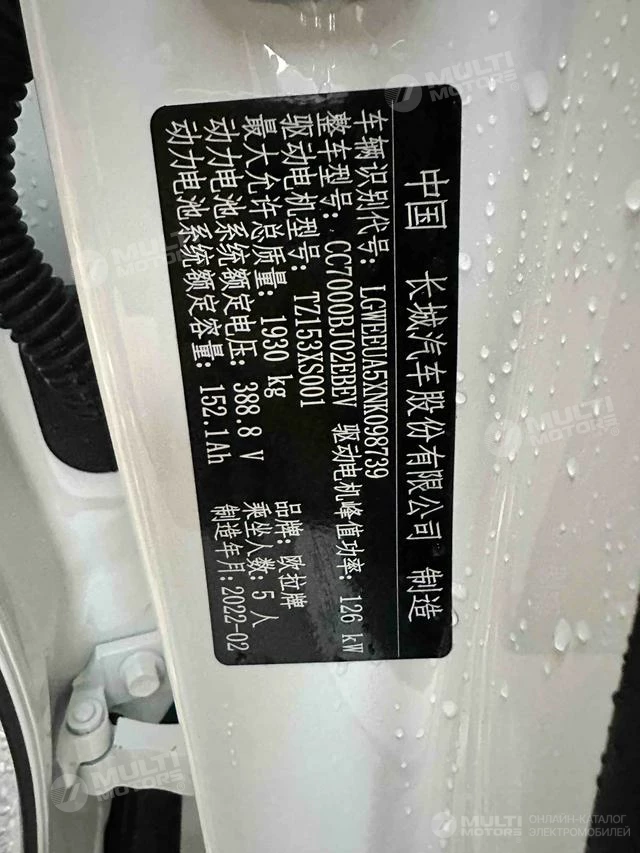 中国 长城汽车股份有限公司 制造
车辆识别代号: LGWEEUA5XNK098739
整车型号: CC7000BJ02EBEV 驱动电机峰值功率: 126 kW
驱动电机型号: TZ153XS001 品牌: 欧拉牌
最大允许总质量: 1930 kg 乘坐人数: 5 人
动力电池系统额定电压: 388.8 V 制造年月: 2022-02
动力电池系统额定容量: 152.1Ah
MULTI MOTORS
MULTI MOTORS
MULTI MOTORS
MULTI MOTORS
MULTI MOTORS ОНЛАЙН-КАТАЛОГ ЭЛЕКТРОМОБИЛЕЙ